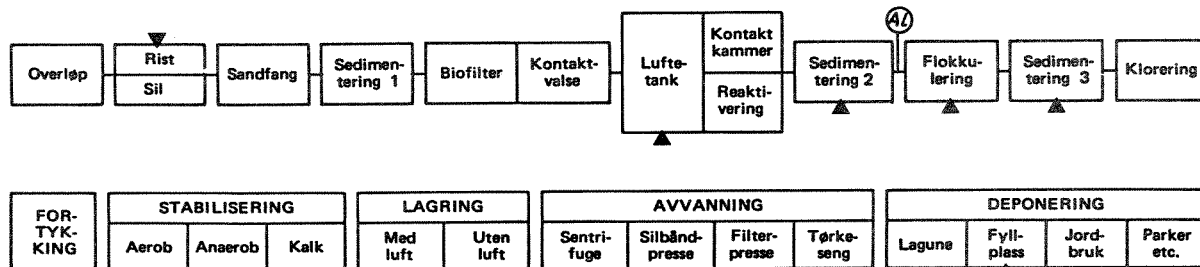 Al
Overløp
Rist
Sil
Sandfang
Sedimen-
tering 1
Biofilter
Kontakt-
valse
Lufte-
tank
Kontakt
kammer
Reakti-
vering
Sedimen-
tering 2
Flokku-
lering
Sedimen-
tering 3
Klorering
FOR-
TYK-
KING
STABILISERING
Aerob
Anaerob
Kalk
LAGRING
Med
luft
Uten
luft
AVVANNING
Sentri-
fuge
Silbånd-
presse
Filter-
presse
Tørke-
seng
DEPONERING
Lagune
Fyll-
plass
Jord-
bruk
Parker
etc.